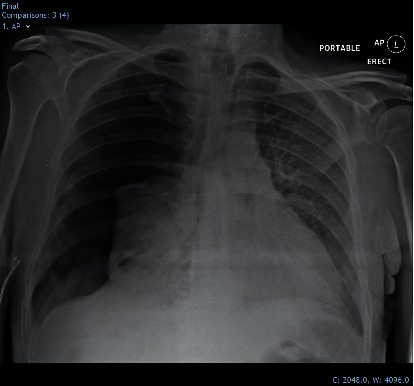 Final
Comparisons: 3 (4)
1. AP
PORTABLE
AP L
ERECT
C: 2048.0, W: 4096.0